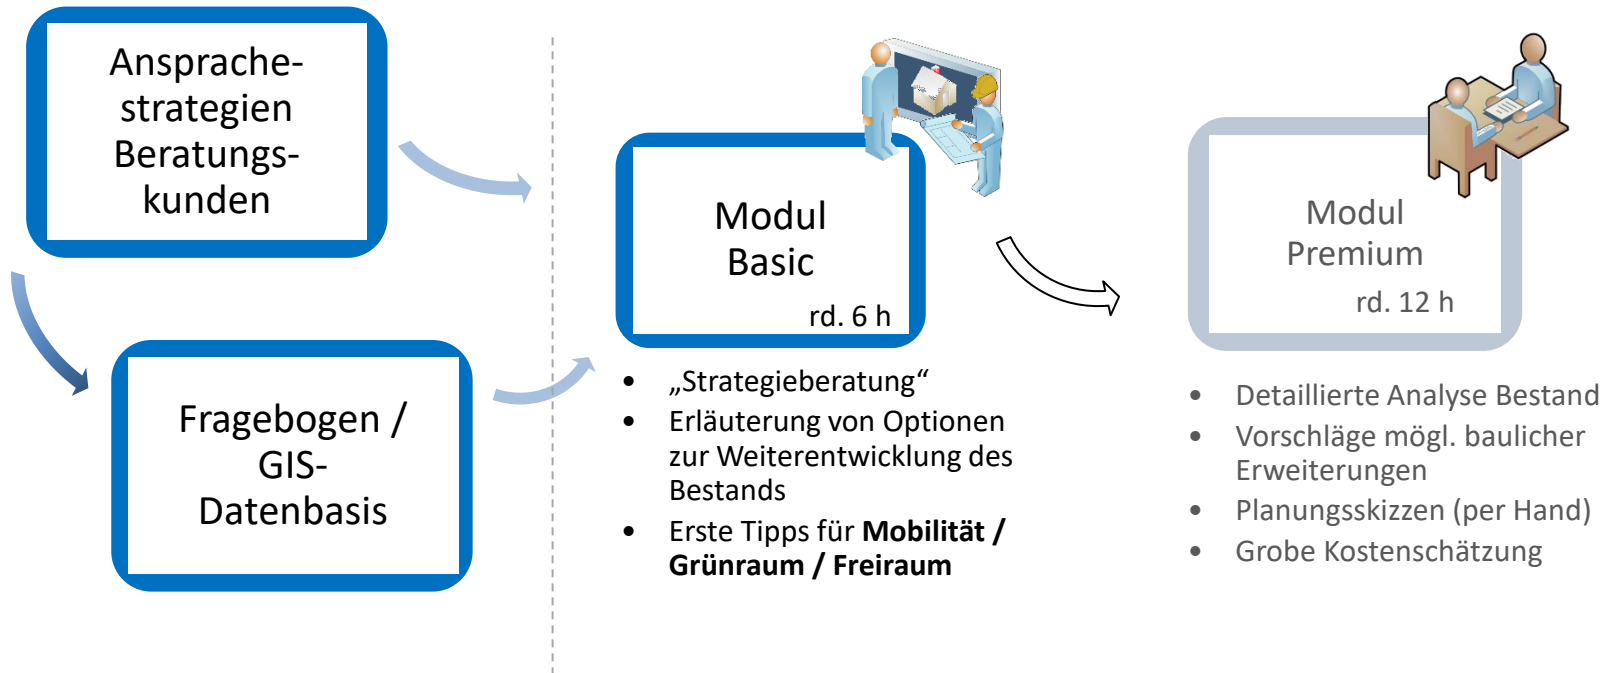 Ansprache-
strategien
Beratungs-
kunden
Fragebogen /
GIS-
Datenbasis
Modul
Basic
rd. 6 h
• „Strategieberatung“
• Erläuterung von Optionen
zur Weiterentwicklung des
Bestands
• Erste Tipps für Mobilität /
Grünraum / Freiraum
Modul
Premium
rd. 12 h
• Detaillierte Analyse Bestand
• Vorschläge mögl. baulicher
Erweiterungen
• Planungsskizzen (per Hand)
• Grobe Kostenschätzung